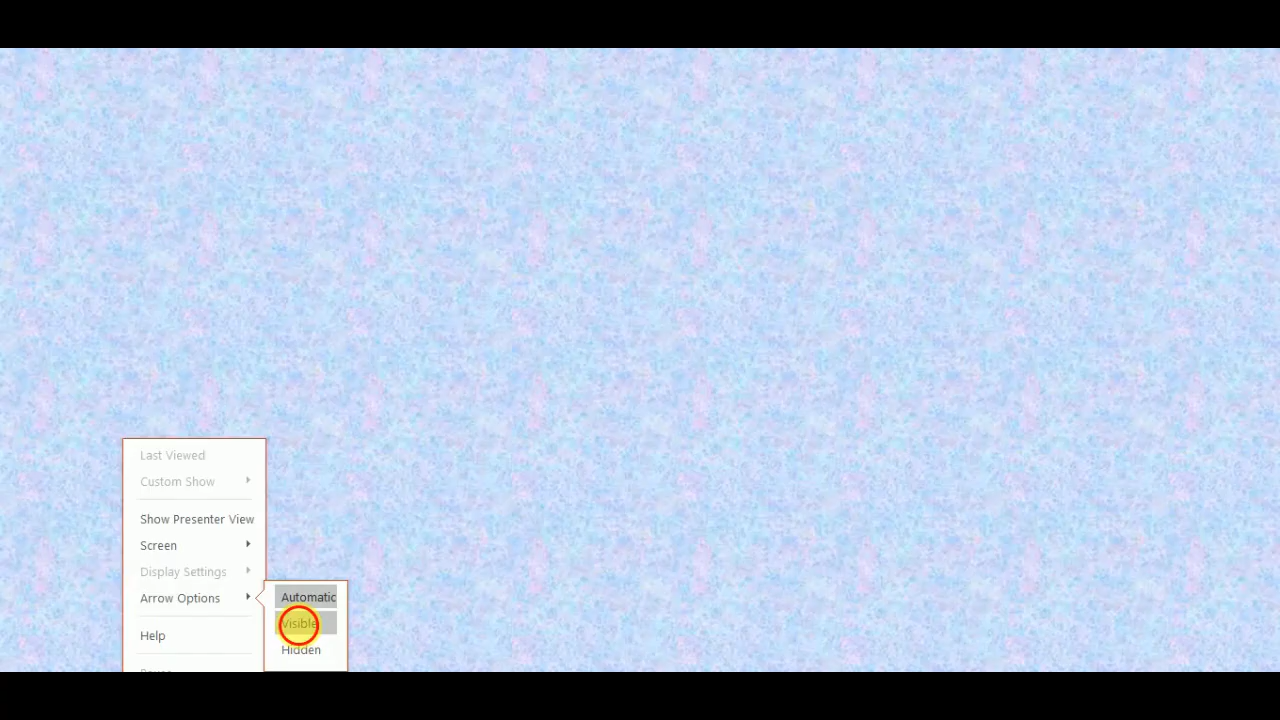 Last Viewed
Custom Show
Show Presenter View
Screen
Display Settings
Arrow Options
Help
Automatic
Visible
Hidden